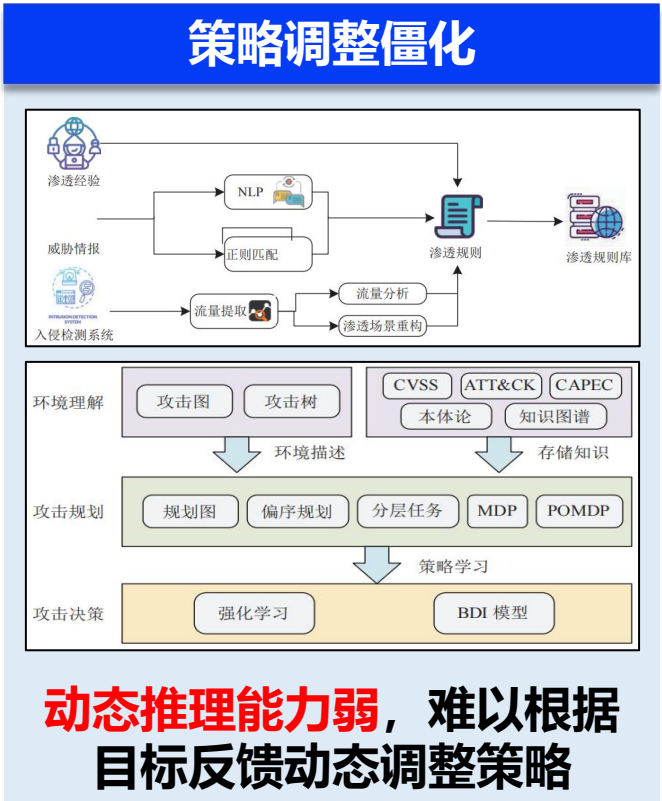 策略调整僵化
渗透经验
NLP
威胁情报
正则匹配
渗透规则
渗透规则库
INTRUSION DETECTION
SYSTEM
入侵检测系统
流量提取
流量分析
渗透场景重构
环境理解
攻击图
攻击树
CVSS
ATT&CK
CAPEC
本体论
知识图谱
环境描述
存储知识
攻击规划
规划图
偏序规划
分层任务
MDP
POMDP
策略学习
攻击决策
强化学习
BDI 模型
动态推理能力弱，难以根据
目标反馈动态调整策略